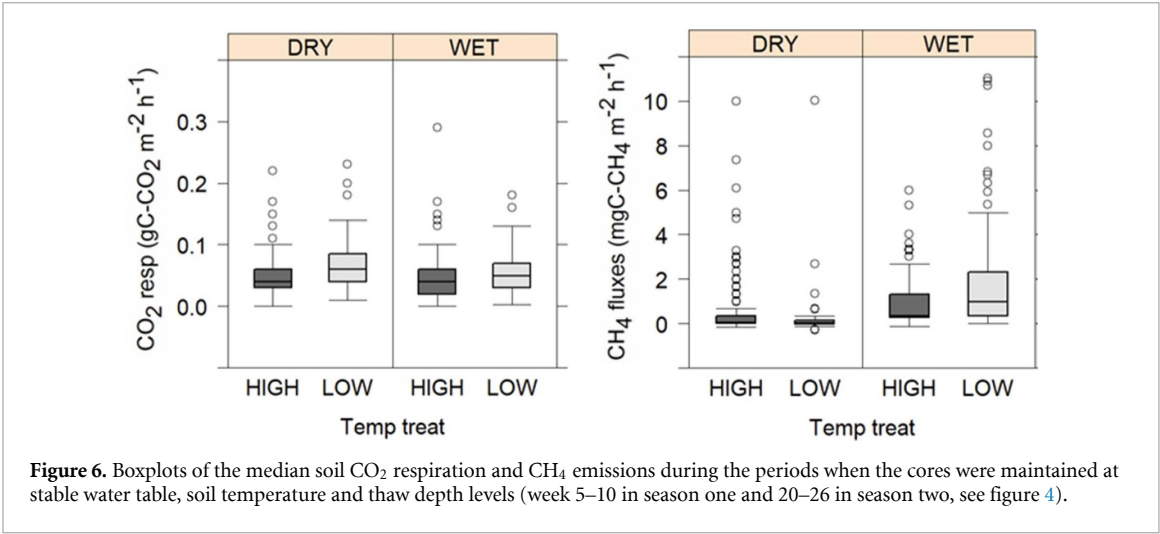 DRY WET
CO₂ resp (gC-CO₂ m⁻² h⁻¹)
0.3
0.2
0.1
0.0
HIGH LOW HIGH LOW
Temp treat
DRY WET
CH₄ fluxes (mgC-CH₄ m⁻² h⁻¹)
10
8
6
4
2
0
HIGH LOW HIGH LOW
Temp treat
Figure 6. Boxplots of the median soil CO₂ respiration and CH₄ emissions during the periods when the cores were maintained at
stable water table, soil temperature and thaw depth levels (week 5–10 in season one and 20–26 in season two, see figure 4).